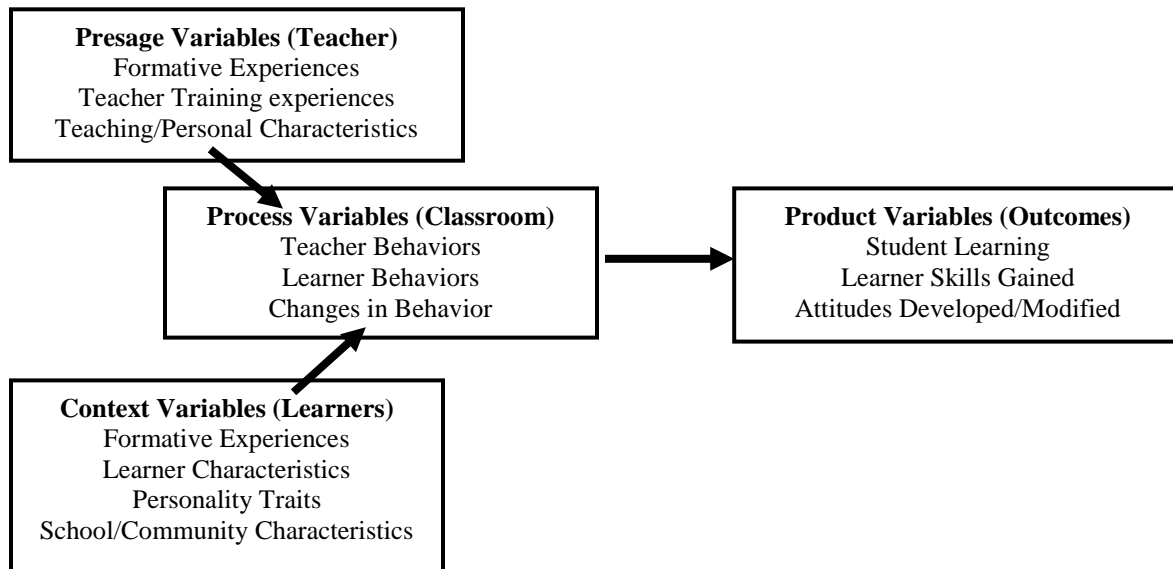 Presage Variables (Teacher)
Formative Experiences
Teacher Training experiences
Teaching/Personal Characteristics
Process Variables (Classroom)
Teacher Behaviors
Learner Behaviors
Changes in Behavior
Product Variables (Outcomes)
Student Learning
Learner Skills Gained
Attitudes Developed/Modified
Context Variables (Learners)
Formative Experiences
Learner Characteristics
Personality Traits
School/Community Characteristics